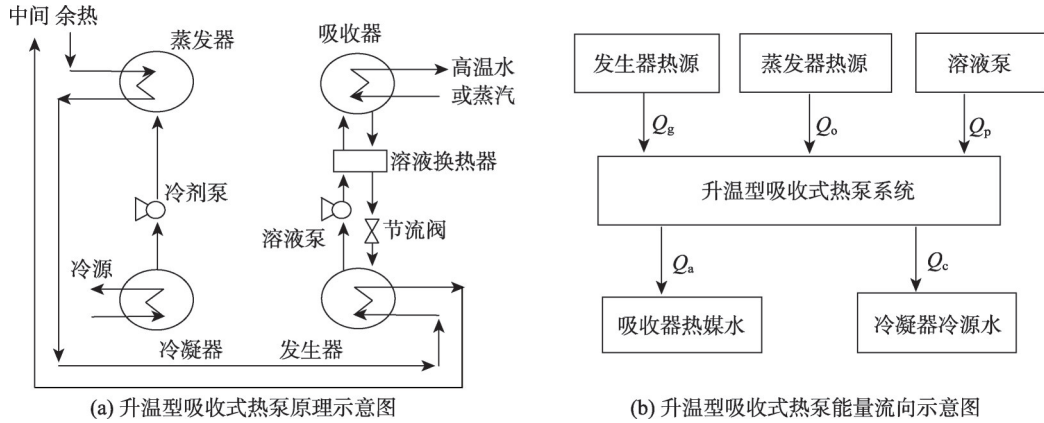 中间 余热
蒸发器
吸收器
高温水
或蒸汽
溶液换热器
冷剂泵
溶液泵
节流阀
冷源
冷凝器
发生器
(a) 升温型吸收式热泵原理示意图
发生器热源
蒸发器热源
溶液泵
Qg
Qo
Qp
升温型吸收式热泵系统
Qa
Qc
吸收器热媒水
冷凝器冷源水
(b) 升温型吸收式热泵能量流向示意图